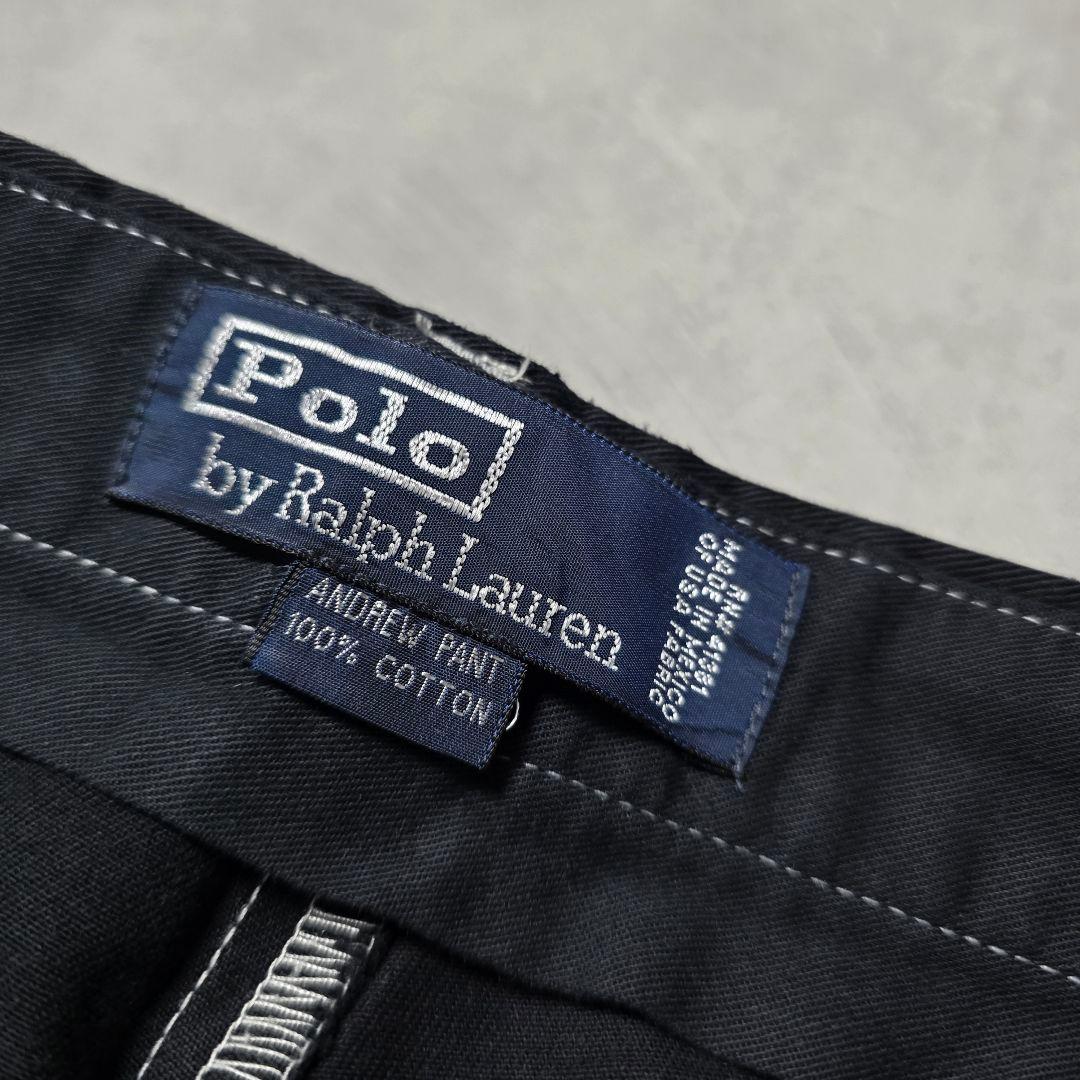 Polo
by Ralph Lauren
RN# 41381
MADE IN MEXICO
OF USA FABRIC
ANDREW PANT
100% COTTON